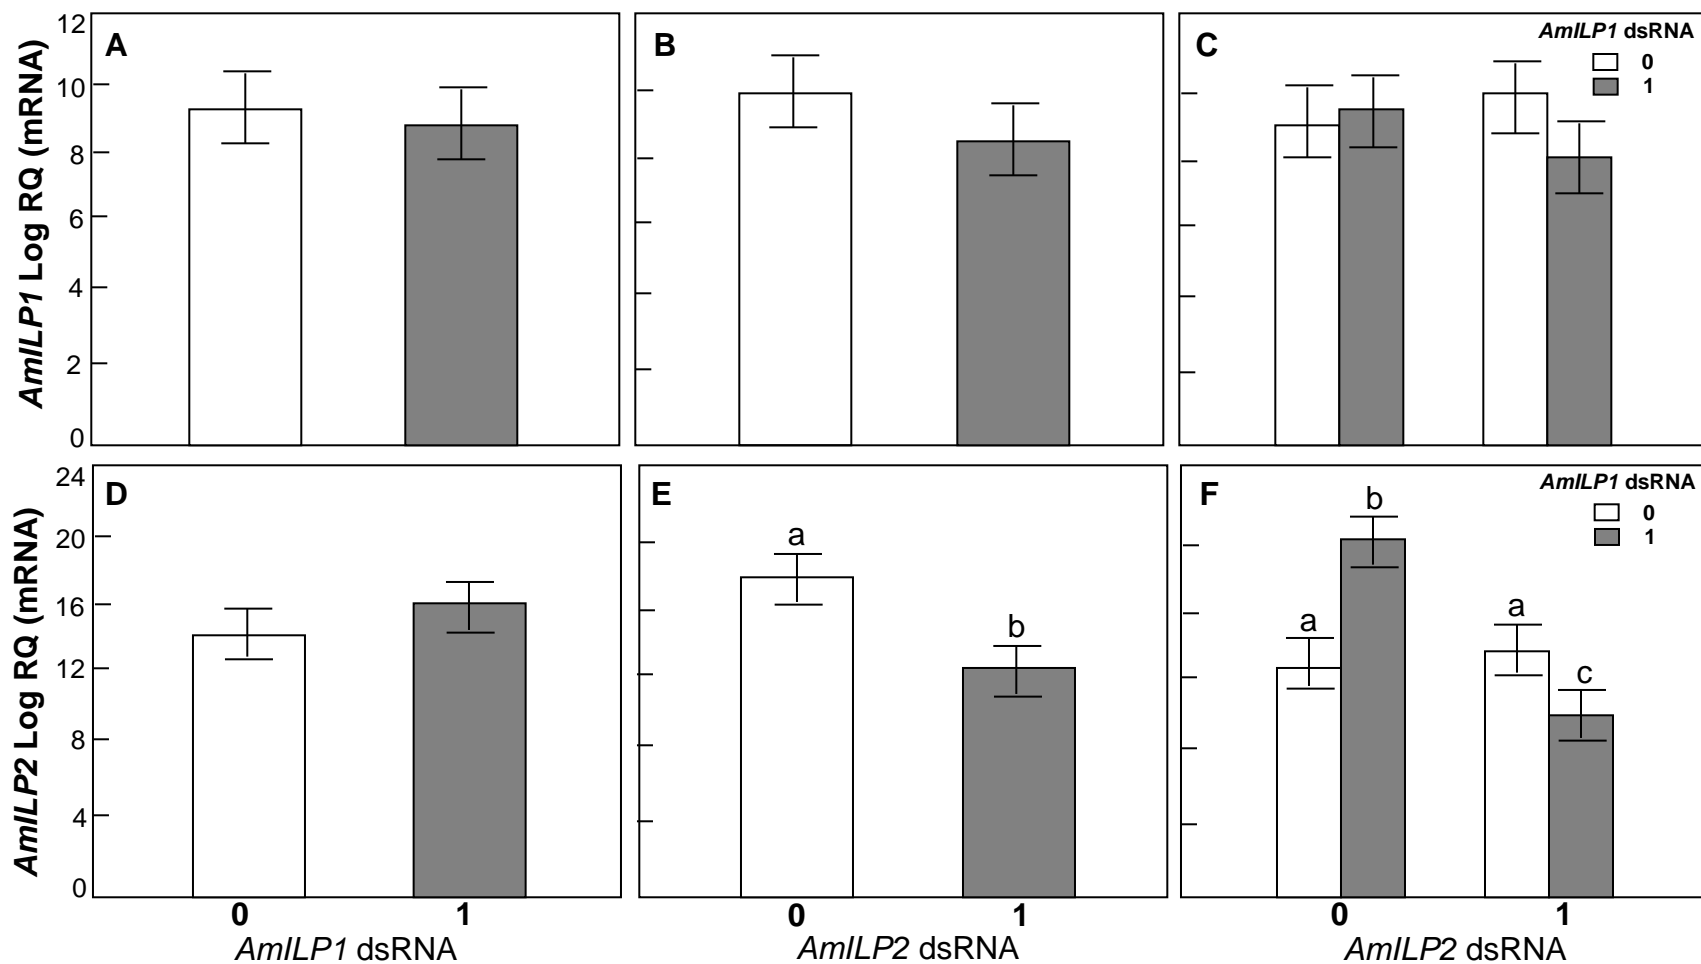 AmILP1 Log RQ (mRNA)
12
10
8
6
4
2
0
A
B
C
AmILP1 dsRNA
0
1
AmILP2 Log RQ (mRNA)
24
20
16
12
8
4
0
D
E
a
b
F
AmILP1 dsRNA
0
1
a
b
a
c
0 1
AmILP1 dsRNA
0 1
AmILP2 dsRNA
0 1
AmILP2 dsRNA